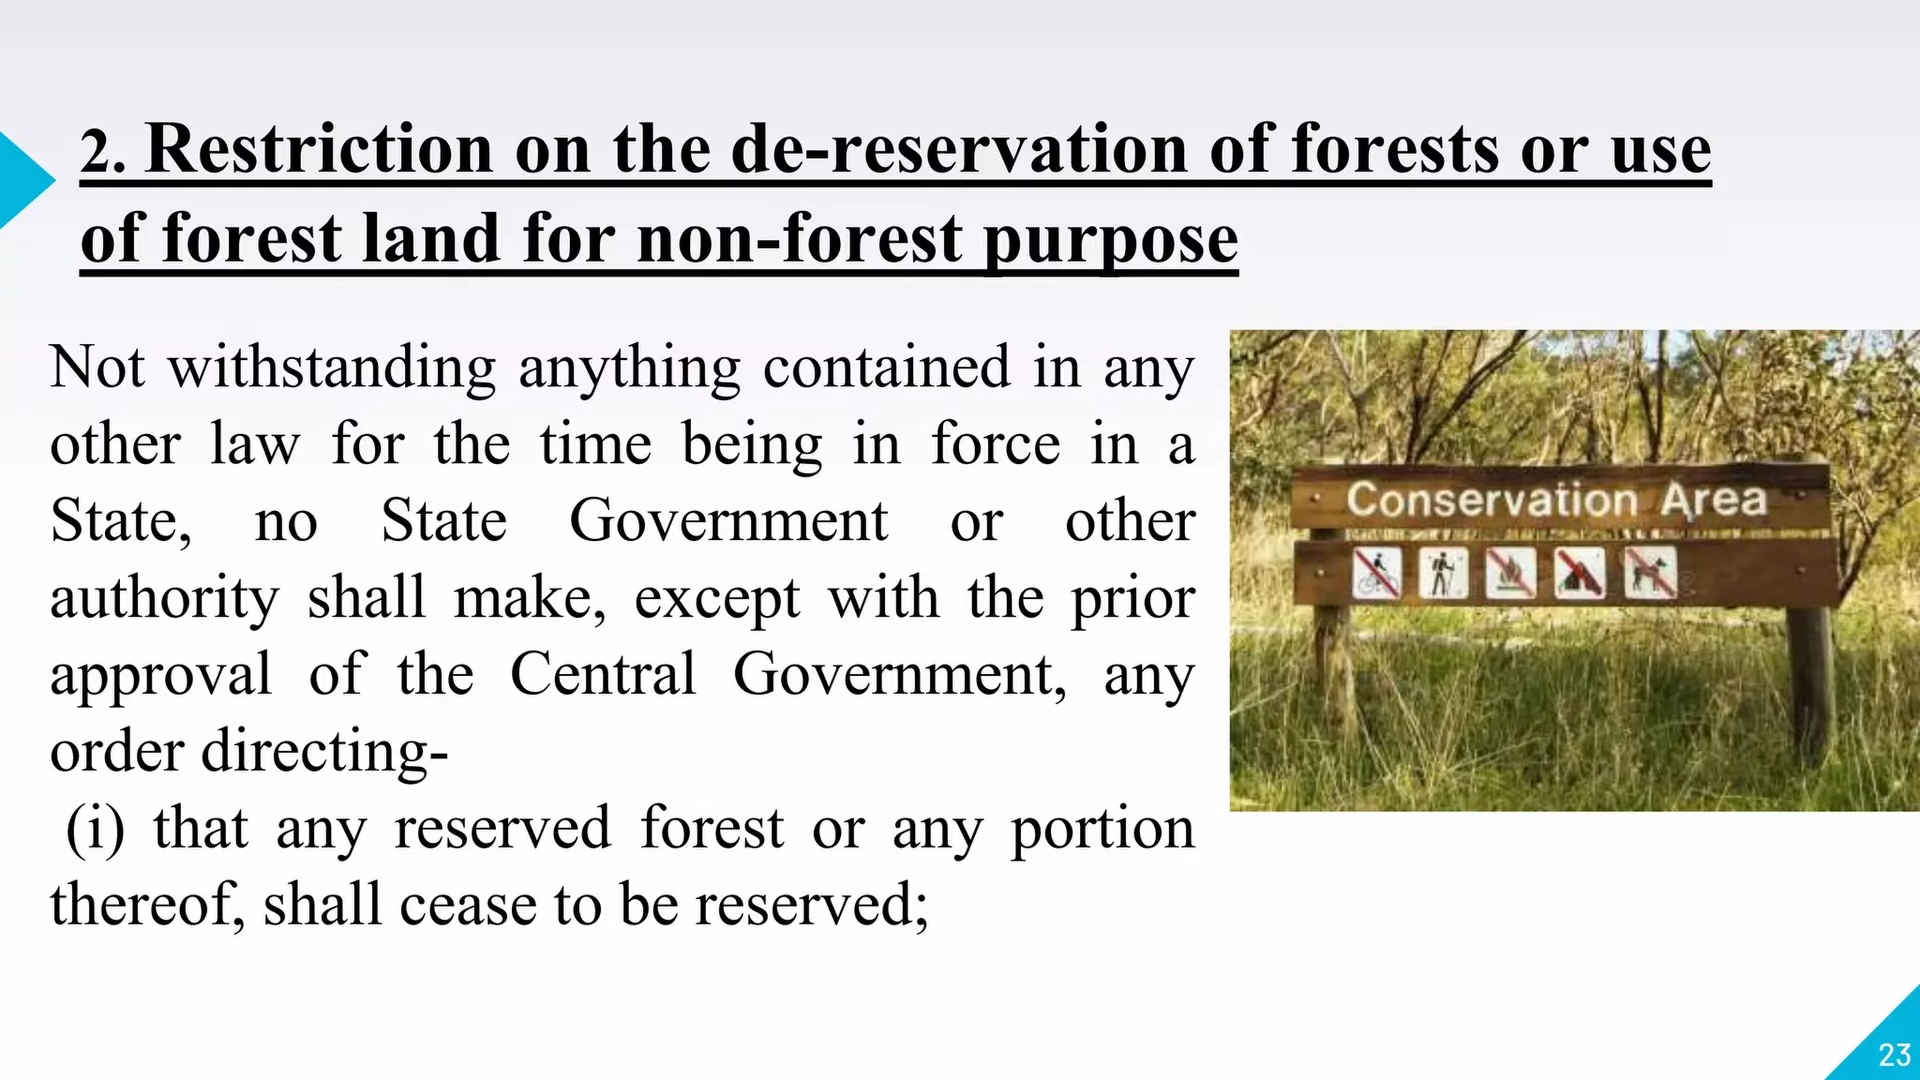 2. Restriction on the de-reservation of forests or use
of forest land for non-forest purpose
Not withstanding anything contained in any
other law for the time being in force in a
State, no State Government or other
authority shall make, except with the prior
approval of the Central Government, any
order directing-
(i) that any reserved forest or any portion
thereof, shall cease to be reserved;
Conservation Area
23